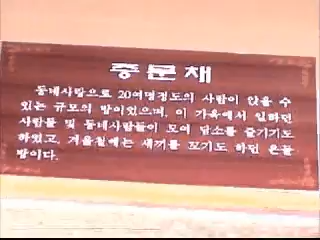 중문채
동네사람으로 20여명정도의 사람이 앉을 수
있는 규모의 방이었으며, 이 가옥에서 일하던
사람들 및 동네사람들이 모여 담소를 즐기기도
하였고, 겨울철에는 새끼를 꼬기도 하던 온돌
방이다.